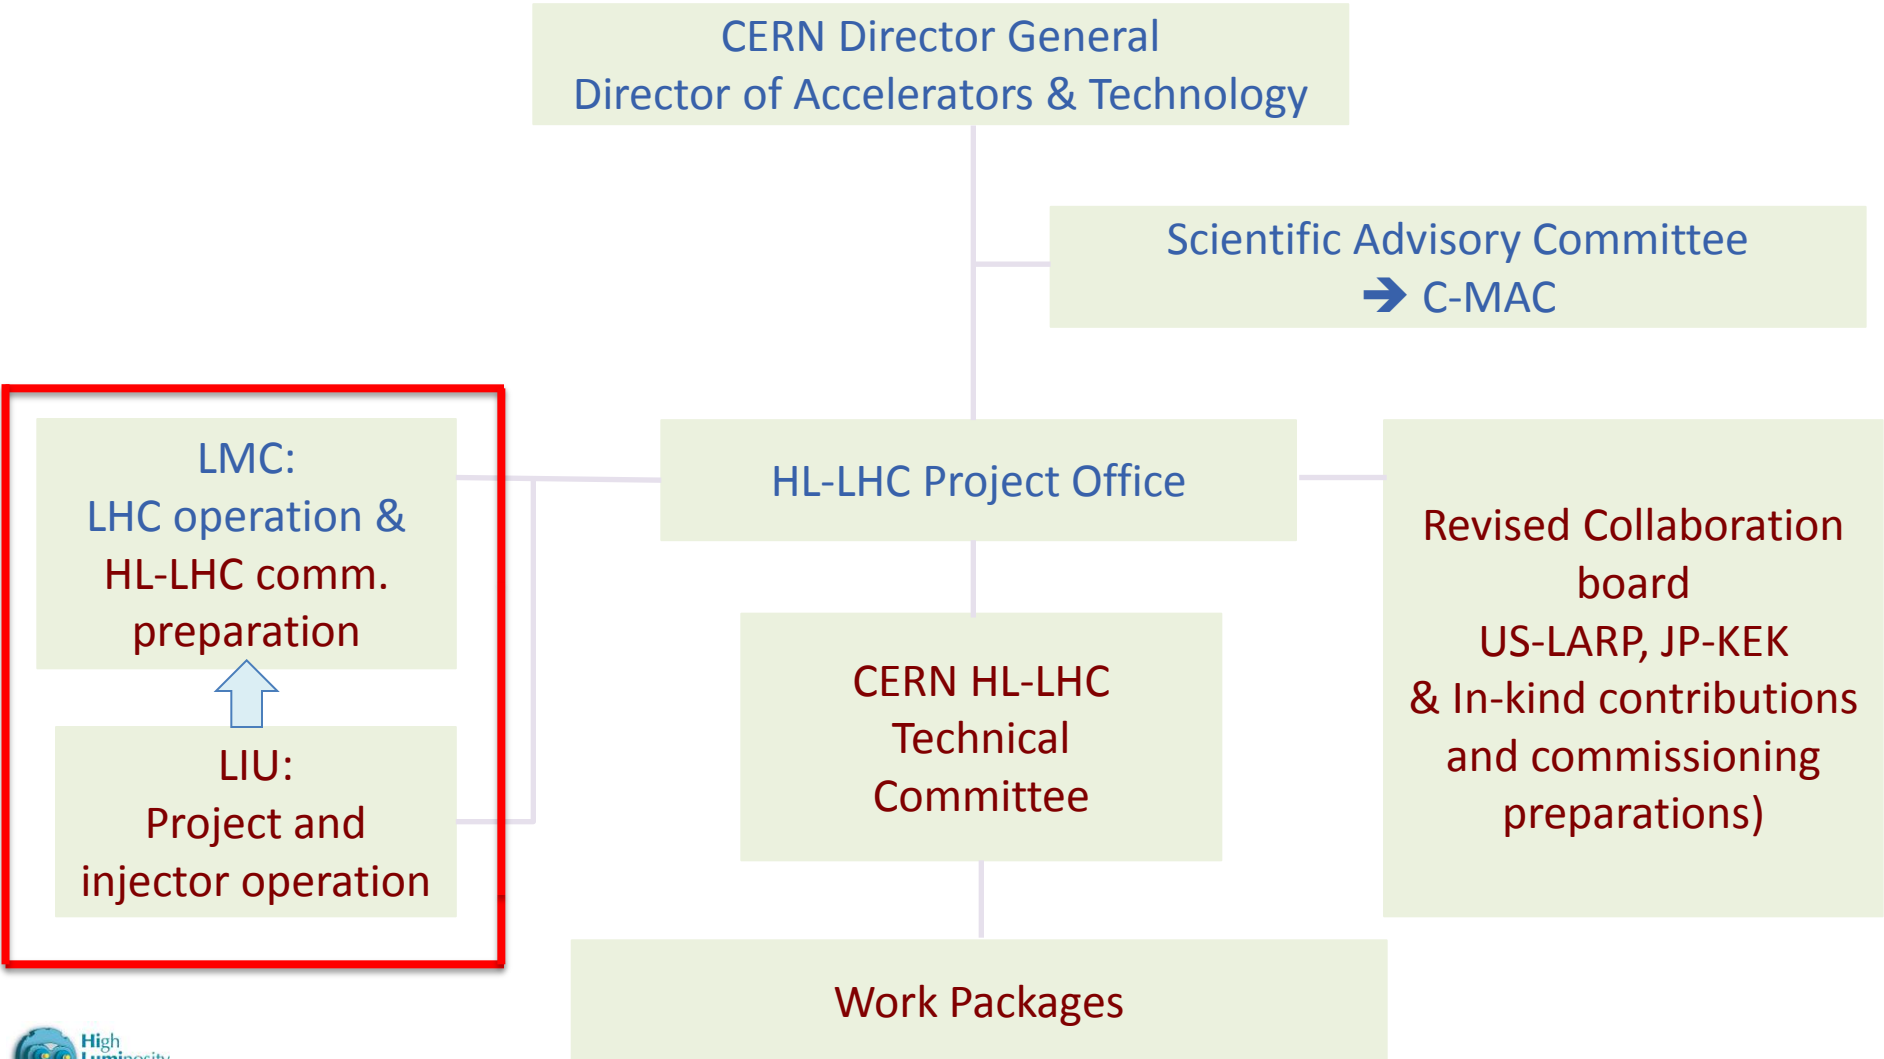 CERN Director General
Director of Accelerators & Technology
Scientific Advisory Committee
➔ C-MAC
LMC:
LHC operation &
HL-LHC comm.
preparation
LIU:
Project and
injector operation
HL-LHC Project Office
CERN HL-LHC
Technical
Committee
Work Packages
Revised Collaboration
board
US-LARP, JP-KEK
& In-kind contributions
and commissioning
preparations)
High
Luminosity